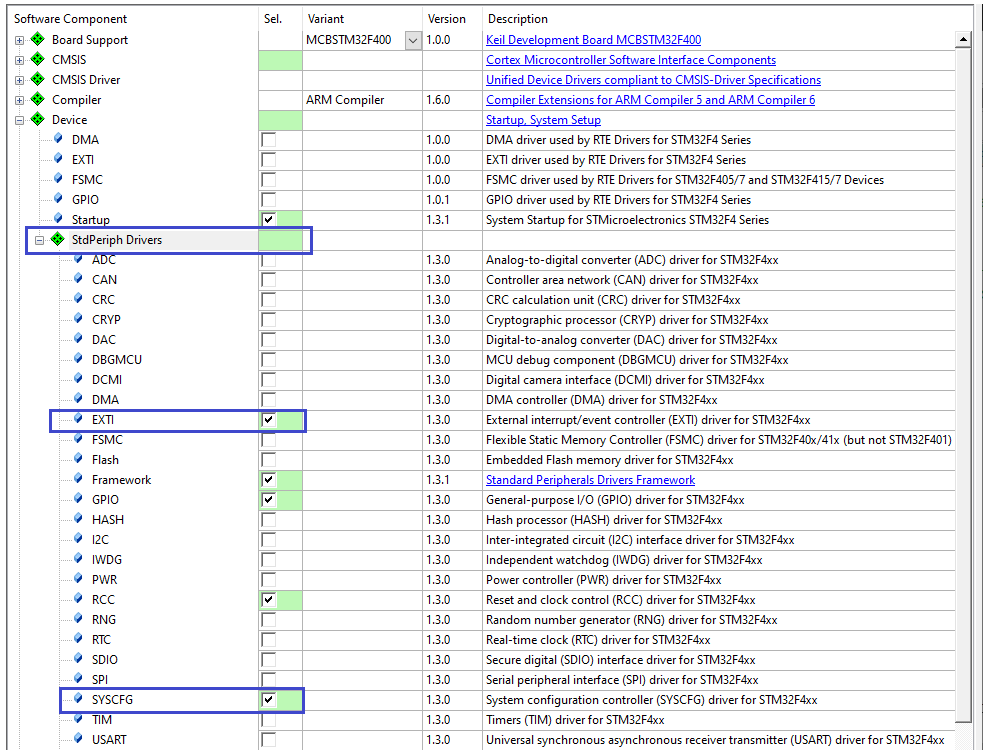 Software Component Sel. Variant Version Description
Board Support MCBSTM32F400 1.0.0 Keil Development Board MCBSTM32F400
CMSIS Cortex Microcontroller Software Interface Components
CMSIS Driver Unified Device Drivers compliant to CMSIS-Driver Specifications
Compiler ARM Compiler 1.6.0 Compiler Extensions for ARM Compiler 5 and ARM Compiler 6
Device Startup, System Setup
DMA 1.0.0 DMA driver used by RTE Drivers for STM32F4 Series
EXTI 1.0.0 EXTI driver used by RTE Drivers for STM32F4 Series
FSMC 1.0.0 FSMC driver used by RTE Drivers for STM32F405/7 and STM32F415/7 Devices
GPIO 1.0.1 GPIO driver used by RTE Drivers for STM32F4 Series
Startup 1.3.1 System Startup for STMicroelectronics STM32F4 Series
StdPeriph Drivers
ADC 1.3.0 Analog-to-digital converter (ADC) driver for STM32F4xx
CAN 1.3.0 Controller area network (CAN) driver for STM32F4xx
CRC 1.3.0 CRC calculation unit (CRC) driver for STM32F4xx
CRYP 1.3.0 Cryptographic processor (CRYP) driver for STM32F4xx
DAC 1.3.0 Digital-to-analog converter (DAC) driver for STM32F4xx
DBGMCU 1.3.0 MCU debug component (DBGMCU) driver for STM32F4xx
DCMI 1.3.0 Digital camera interface (DCMI) driver for STM32F4xx
DMA 1.3.0 DMA controller (DMA) driver for STM32F4xx
EXTI 1.3.0 External interrupt/event controller (EXTI) driver for STM32F4xx
FSMC 1.3.0 Flexible Static Memory Controller (FSMC) driver for STM32F40x/41x (but not STM32F401)
Flash 1.3.0 Embedded Flash memory driver for STM32F4xx
Framework 1.3.1 Standard Peripherals Drivers Framework
GPIO 1.3.0 General-purpose I/O (GPIO) driver for STM32F4xx
HASH 1.3.0 Hash processor (HASH) driver for STM32F4xx
I2C 1.3.0 Inter-integrated circuit (I2C) interface driver for STM32F4xx
IWDG 1.3.0 Independent watchdog (IWDG) driver for STM32F4xx
PWR 1.3.0 Power controller (PWR) driver for STM32F4xx
RCC 1.3.0 Reset and clock control (RCC) driver for STM32F4xx
RNG 1.3.0 Random number generator (RNG) driver for STM32F4xx
RTC 1.3.0 Real-time clock (RTC) driver for STM32F4xx
SDIO 1.3.0 Secure digital (SDIO) interface driver for STM32F4xx
SPI 1.3.0 Serial peripheral interface (SPI) driver for STM32F4xx
SYSCFG 1.3.0 System configuration controller (SYSCFG) driver for STM32F4xx
TIM 1.3.0 Timers (TIM) driver for STM32F4xx
USART 1.3.0 Universal synchronous asynchronous receiver transmitter (USART) driver for STM32F4xx